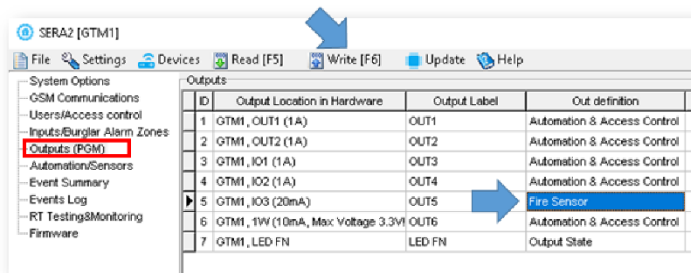 SERA2 [GTM1]
File Settings Devices Read [F5] Write [F6] Update Help
System Options
GSM Communications
Users/Access control
Inputs/Burglar Alarm Zones
Outputs (PGM)
Automation/Sensors
Event Summary
Events Log
RT Testing&Monitoring
Firmware
Outputs
ID Output Location in Hardware Output Label Out definition
1 GTM1, OUT1 (1A) OUT1 Automation & Access Control
2 GTM1, OUT2 (1A) OUT2 Automation & Access Control
3 GTM1, IO1 (1A) OUT3 Automation & Access Control
4 GTM1, IO2 (1A) OUT4 Automation & Access Control
5 GTM1, IO3 (20mA) OUT5 Fire Sensor
6 GTM1, 1W (10mA, Max Voltage 3.3V) OUT6 Automation & Access Control
7 GTM1, LED FN LED FN Output State